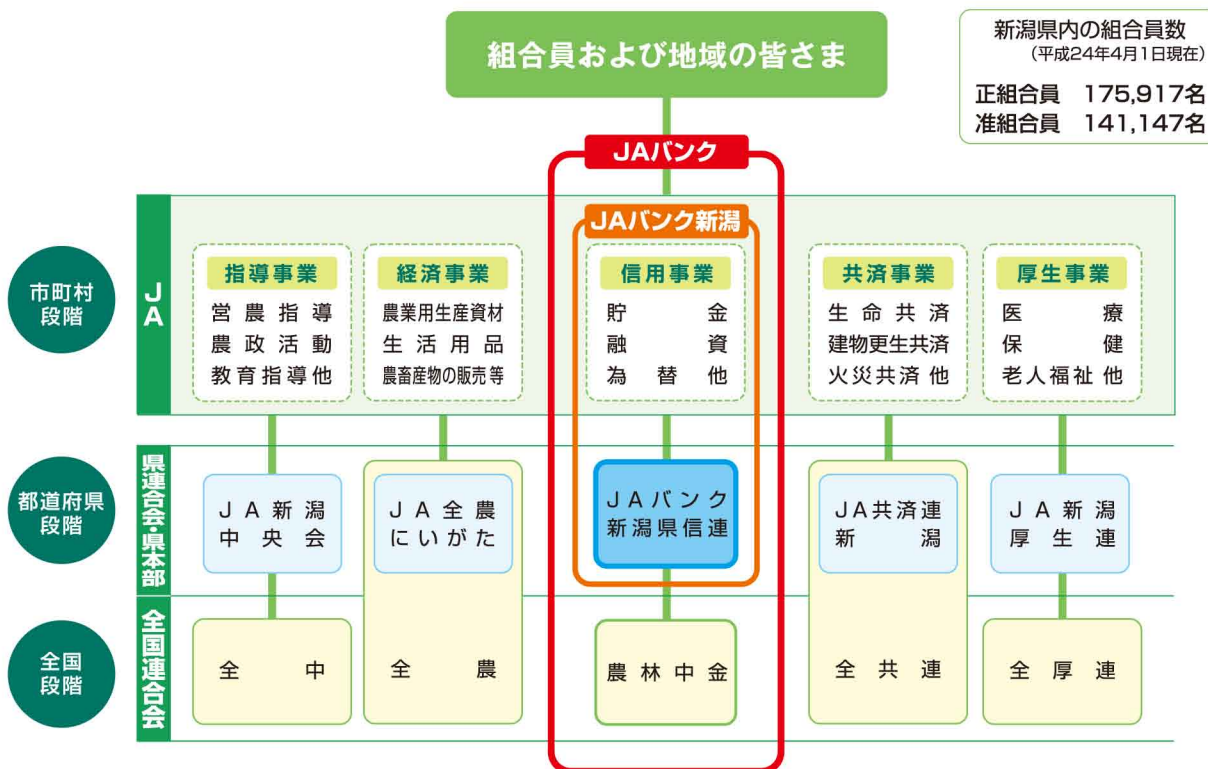 組合員および地域の皆さま
新潟県内の組合員数
(平成24年4月1日現在)
正組合員 175,917名
准組合員 141,147名
JAバンク
JAバンク新潟
市町村
段階
JA
指導事業
営農指導
農政活動
教育指導他
経済事業
農業用生産資材
生活用品
農畜産物の販売等
信用事業
貯金
融資
為替他
共済事業
生命共済
建物更生共済
火災共済他
厚生事業
医療
保健
老人福祉他
都道府県
段階
県連合会・県本部
JA新潟
中央会
JA全農
にいがた
JAバンク
新潟県信連
JA共済連
新潟
JA新潟
厚生連
全国
段階
全国連合会
全中
全農
農林中金
全共連
全厚連